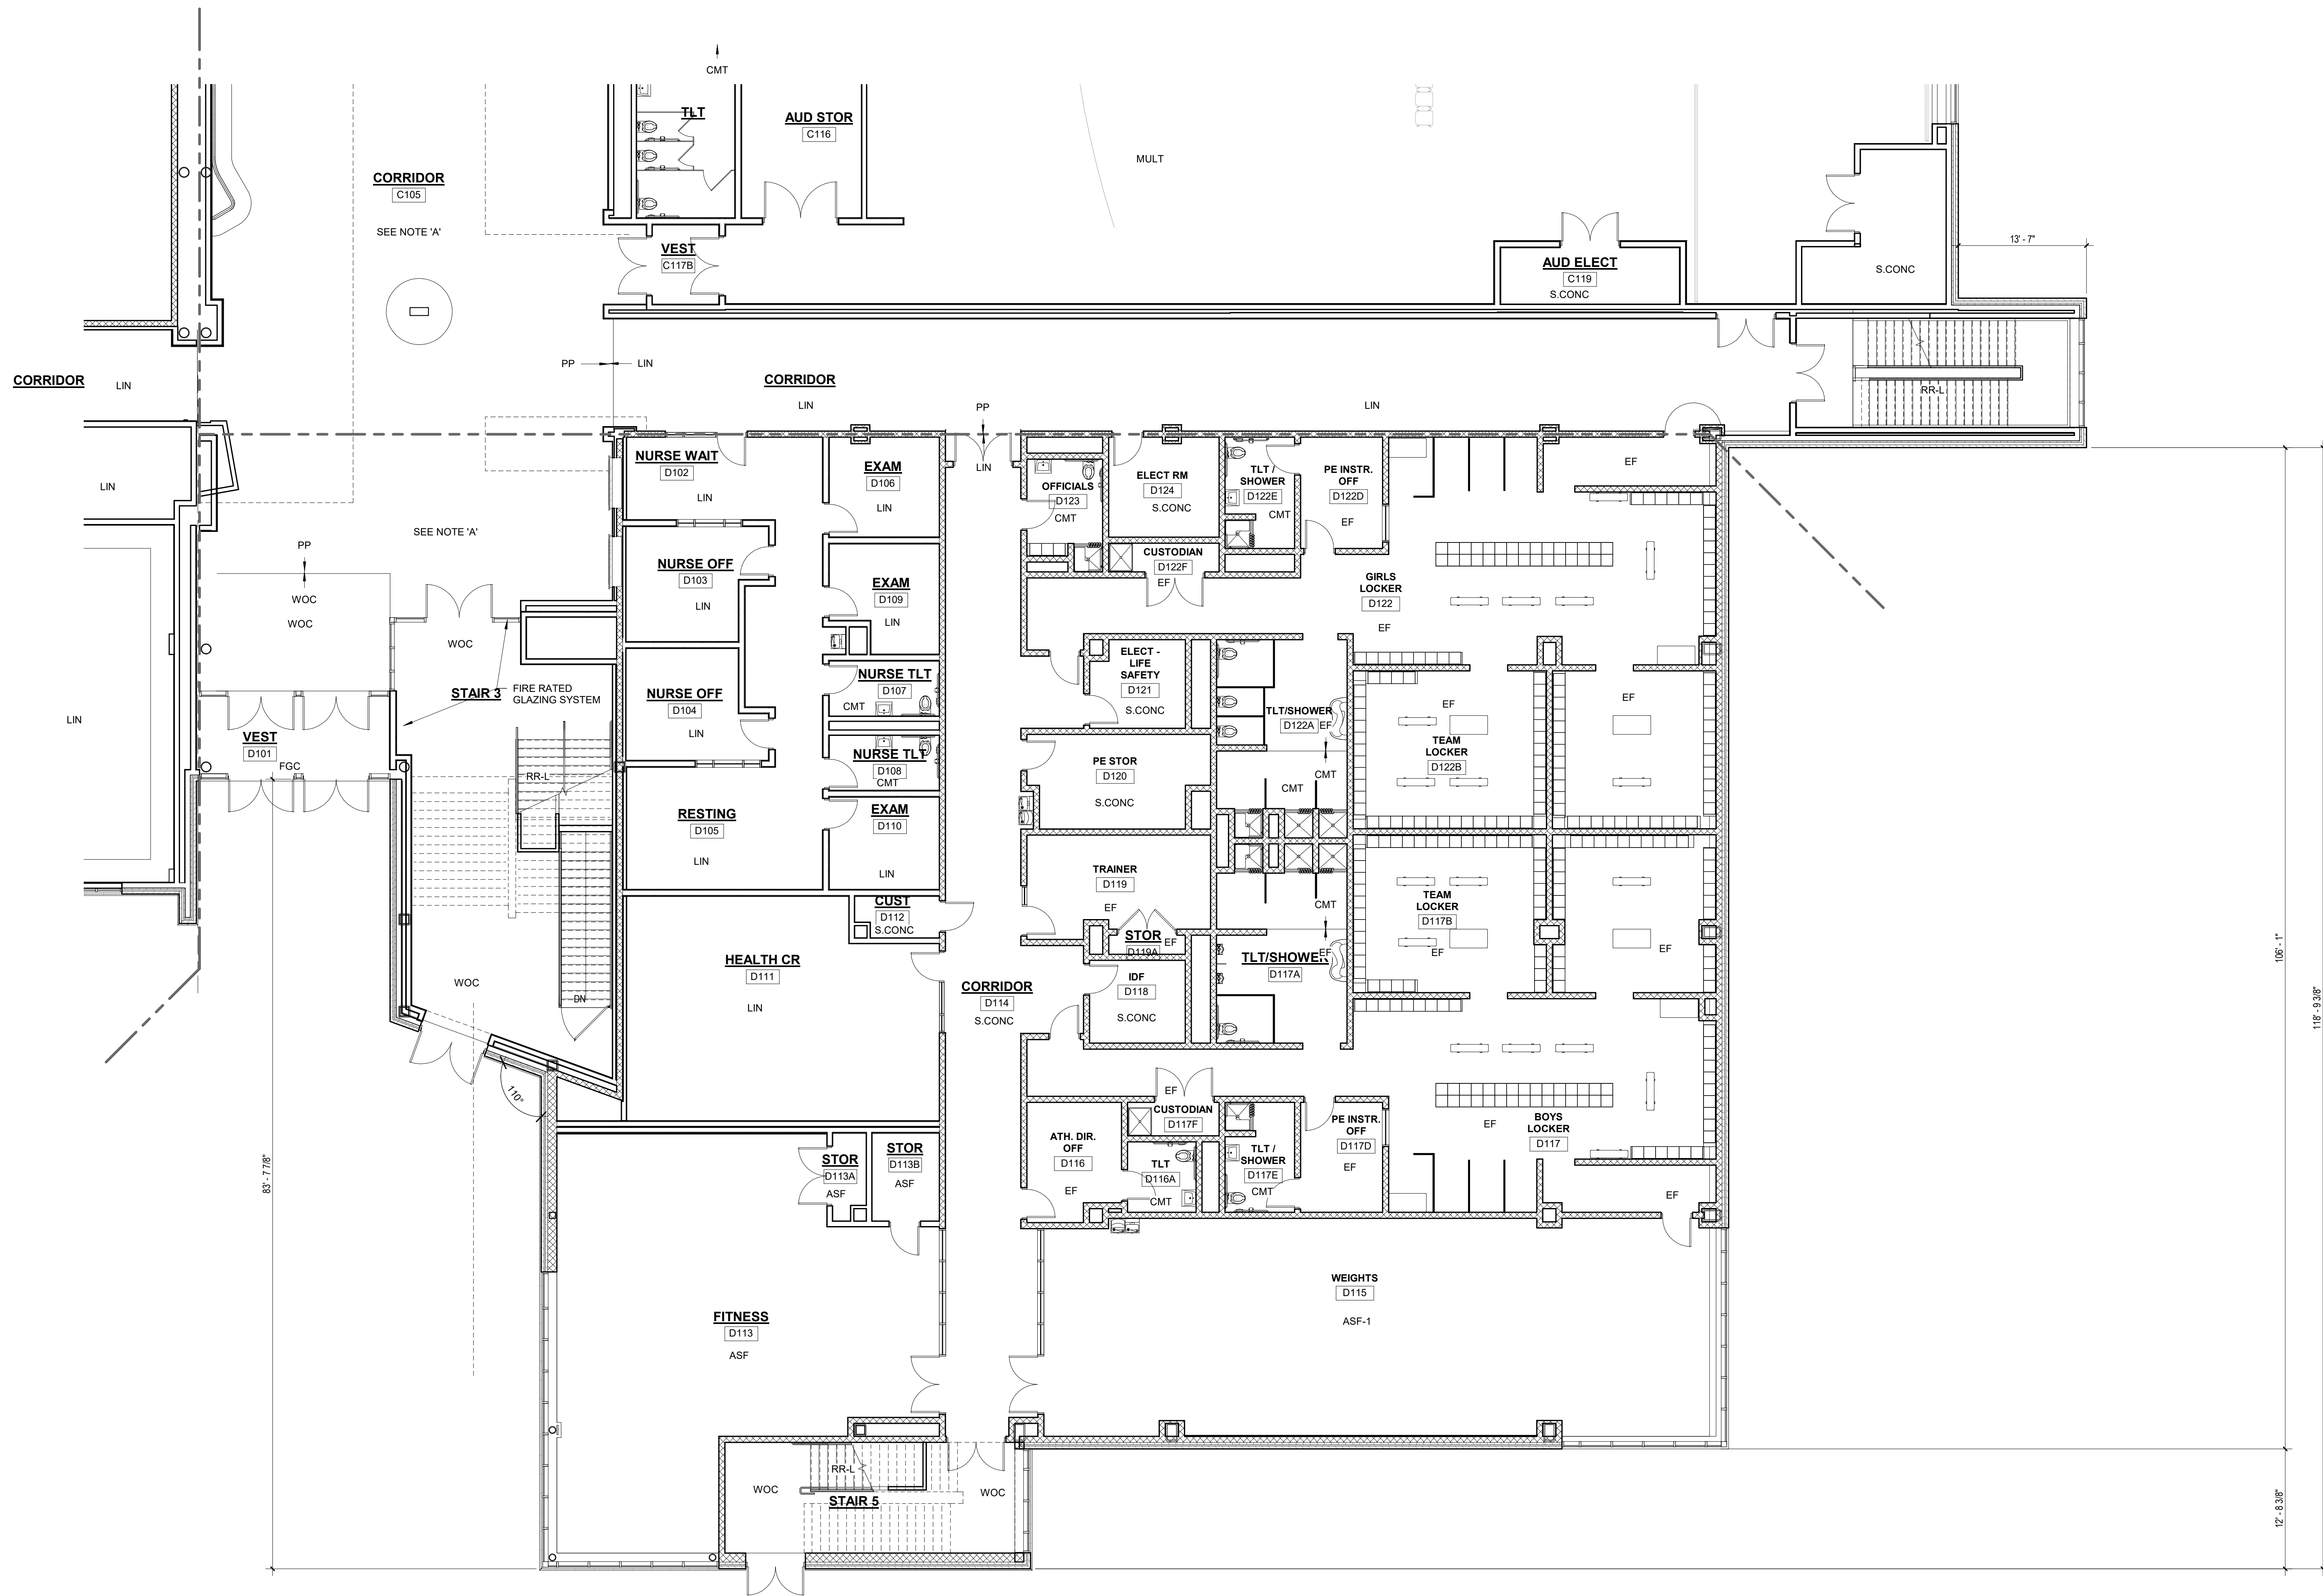 CMT
TLT
AUD STOR
C116
MULT
CORRIDOR
C105
SEE NOTE 'A'
VEST
C117B
AUD ELECT
C119
S.CONC
S.CONC
13' - 7"
PP
LIN
CORRIDOR
LIN
CORRIDOR
LIN
LIN
PP
LIN
RR-L
NURSE WAIT
D102
LIN
EXAM
D106
LIN
OFFICIALS
D123
CMT
ELECT RM
D124
S.CONC
TLT /
SHOWER
D122E
CMT
PE INSTR.
OFF
D122D
EF
EF
LIN
SEE NOTE 'A'
PP
WOC
WOC
WOC
NURSE OFF
D103
LIN
EXAM
D109
LIN
CUSTODIAN
D122F
EF
GIRLS
LOCKER
D122
EF
STAIR 3
FIRE RATED
GLAZING SYSTEM
NURSE OFF
D104
LIN
NURSE TLT
D107
CMT
ELECT -
LIFE
SAFETY
D121
S.CONC
TLT/SHOWER
D122A
EF
EF
TEAM
LOCKER
D122B
EF
LIN
VEST
D101
FGC
RR-L
NURSE TLT
D108
CMT
PE STOR
D120
S.CONC
CMT
CMT
RESTING
D105
LIN
EXAM
D110
LIN
TRAINER
D119
EF
CMT
TEAM
LOCKER
D117B
EF
EF
CUST
D112
S.CONC
STOR
D119A
EF
TLT/SHOWER
D117A
EF
HEALTH CR
D111
LIN
CORRIDOR
D114
S.CONC
IDF
D118
S.CONC
WOC
DN
110°
106' - 1"
118' - 9 3/8"
EF
CUSTODIAN
D117F
PE INSTR.
OFF
D117D
EF
EF
BOYS
LOCKER
D117
ATH. DIR.
OFF
D116
EF
TLT
D116A
CMT
TLT /
SHOWER
D117E
CMT
EF
STOR
D113A
ASF
STOR
D113B
ASF
83' - 7 7/8"
WEIGHTS
D115
ASF-1
FITNESS
D113
ASF
RR-L
WOC
WOC
STAIR 5
12' - 8 3/8"